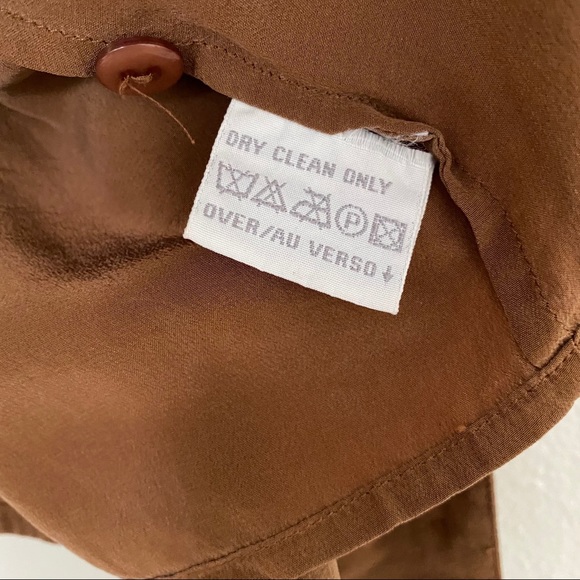 DRY CLEAN ONLY
P
OVER/AU VERSO ↓